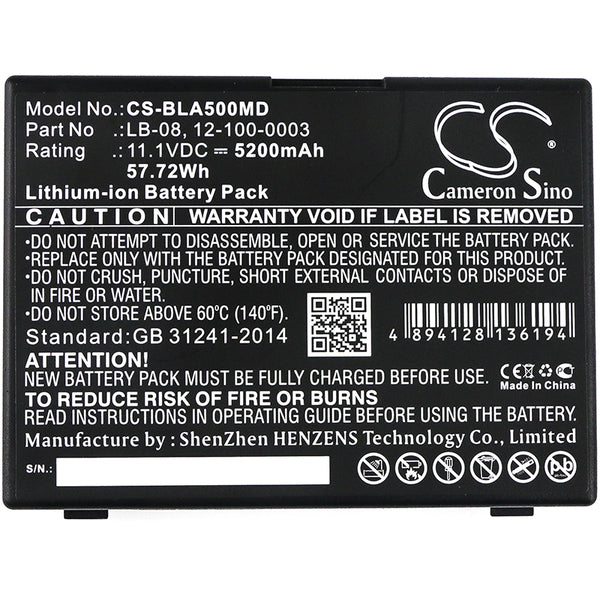 Model No.: CS-BLA500MD
Part No : LB-08, 12-100-0003
Rating : 11.1VDC ⎓ 5200mAh
57.72Wh
Lithium-ion Battery Pack
CS
Cameron Sino
CAUTION WARRANTY VOID IF LABEL IS REMOVED
•DO NOT ATTEMPT TO DISASSEMBLE, OPEN OR SERVICE THE BATTERY PACK.
•REPLACE ONLY WITH THE BATTERY PACK DESIGNATED FOR THIS PRODUCT.
•DO NOT CRUSH, PUNCTURE, SHORT EXTERNAL CONTACTS OR DISPOSE OF
IN FIRE OR WATER.
•DO NOT STORE ABOVE 60°C (140°F).
Standard: GB 31241-2014
4 894128 136194
ATTENTION!
NEW BATTERY PACK MUST BE FULLY CHARGED BEFORE USE.
TO REDUCE RISK OF FIRE OR BURNS
READ INSTRUCTIONS IN OPERATING GUIDE BEFORE USING THE BATTERY.
CE
Made In China
Manufacturer : ShenZhen HENZENS Technology Co., Limited
S/N.:
pb